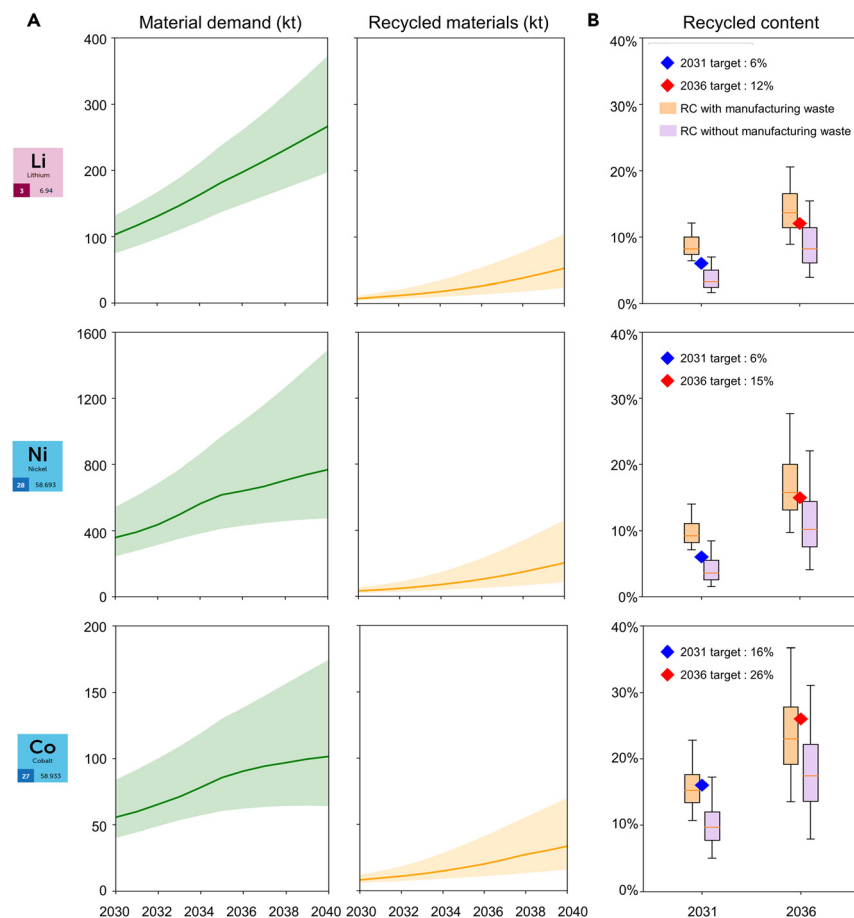 A
Material demand (kt)
Recycled materials (kt)
B
Recycled content
400
300
200
100
0
Li
Lithium
3 6.94
40%
30%
20%
10%
0%
2031 target : 6%
2036 target : 12%
RC with manufacturing waste
RC without manufacturing waste
1600
1200
800
400
0
Ni
Nickel
28 58.693
40%
30%
20%
10%
0%
2031 target : 6%
2036 target : 15%
200
150
100
50
0
Co
Cobalt
27 58.933
40%
30%
20%
10%
0%
2031 target : 16%
2036 target : 26%
2030 2032 2034 2036 2038 2040
2030 2032 2034 2036 2038 2040
2031 2036